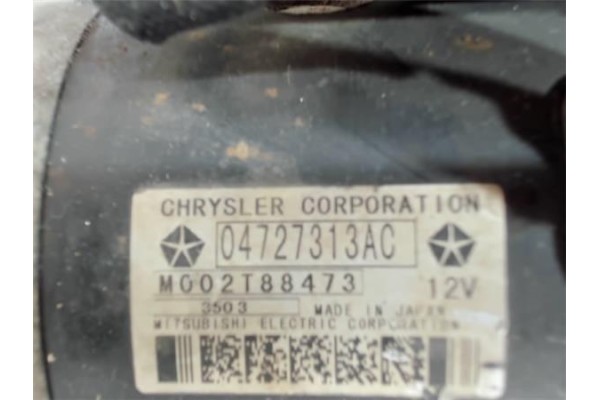 CHRYSLER CORPORATION
04727313AC
M002T88473 12V
3503 MADE IN JAPAN
MITSUBISHI ELECTRIC CORPORATION